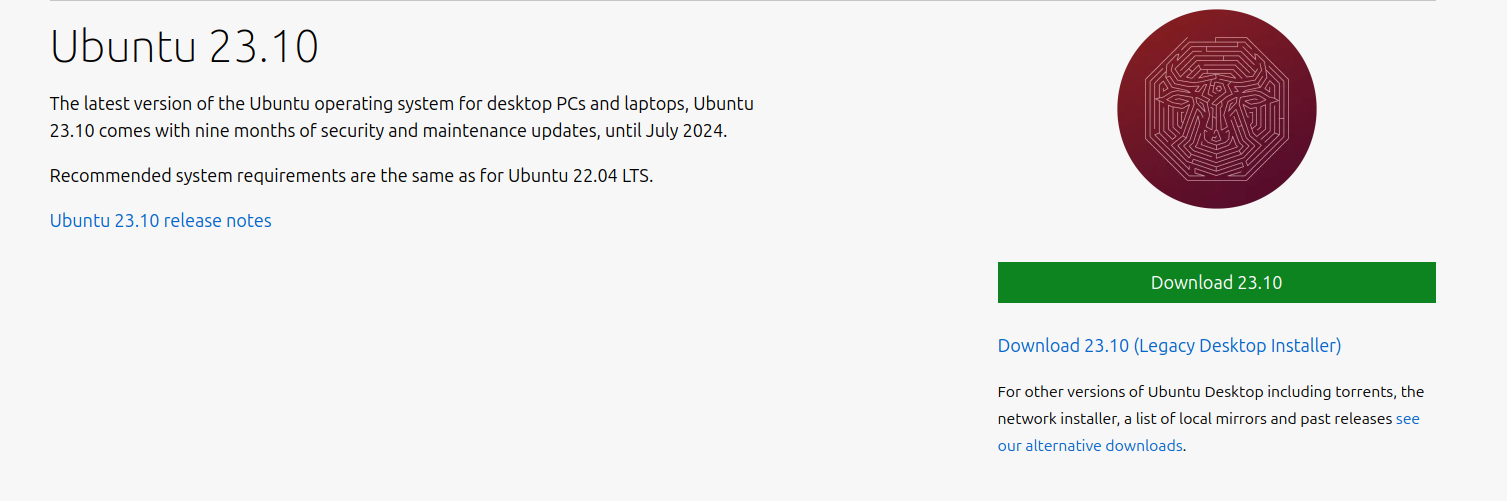 Ubuntu 23.10
The latest version of the Ubuntu operating system for desktop PCs and laptops, Ubuntu
23.10 comes with nine months of security and maintenance updates, until July 2024.
Recommended system requirements are the same as for Ubuntu 22.04 LTS.
Ubuntu 23.10 release notes
Download 23.10
Download 23.10 (Legacy Desktop Installer)
For other versions of Ubuntu Desktop including torrents, the
network installer, a list of local mirrors and past releases see
our alternative downloads.